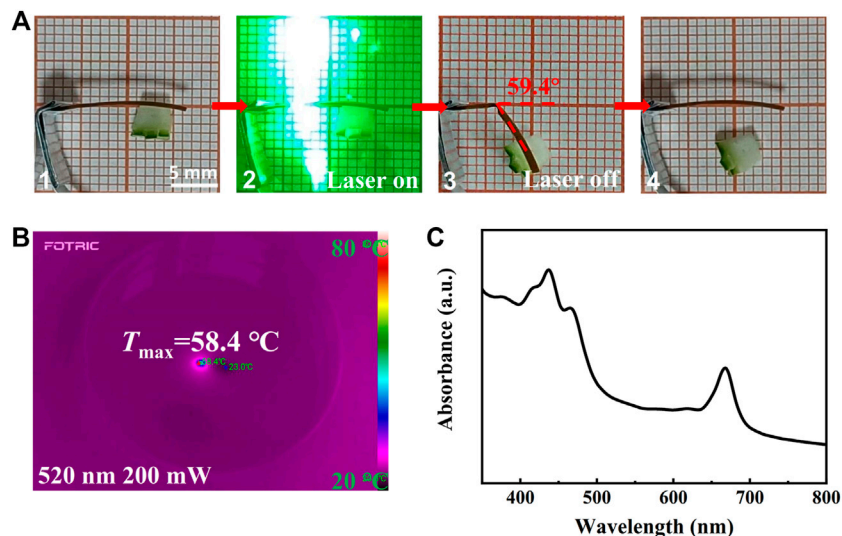 A
1
5 mm
2
Laser on
59.4°
3
Laser off
4
B
FOTRIC
80 °C
Tmax=58.4 °C
23.0°C
520 nm 200 mW
20 °C
C
Absorbance (a.u.)
400
500
600
700
800
Wavelength (nm)